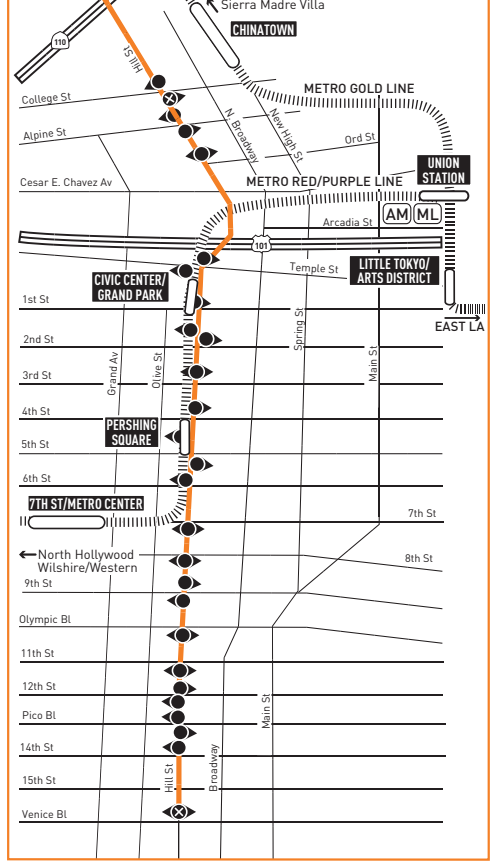 Sierra Madre Villa
CHINATOWN
110
Hill St
METRO GOLD LINE
College St
N. Broadway
New High St
Alpine St
Ord St
UNION
STATION
Cesar E. Chavez Av
METRO RED/PURPLE LINE
AM ML
Arcadia St
101
Temple St
LITTLE TOKYO/
ARTS DISTRICT
CIVIC CENTER/
GRAND PARK
1st St
EAST LA
Spring St
2nd St
Grand Av
Olive St
Main St
3rd St
4th St
PERSHING
SQUARE
5th St
6th St
7TH ST/METRO CENTER
7th St
North Hollywood
Wilshire/Western
8th St
9th St
Olympic Bl
11th St
12th St
Main St
Pico Bl
14th St
Hill St
Broadway
15th St
Venice Bl